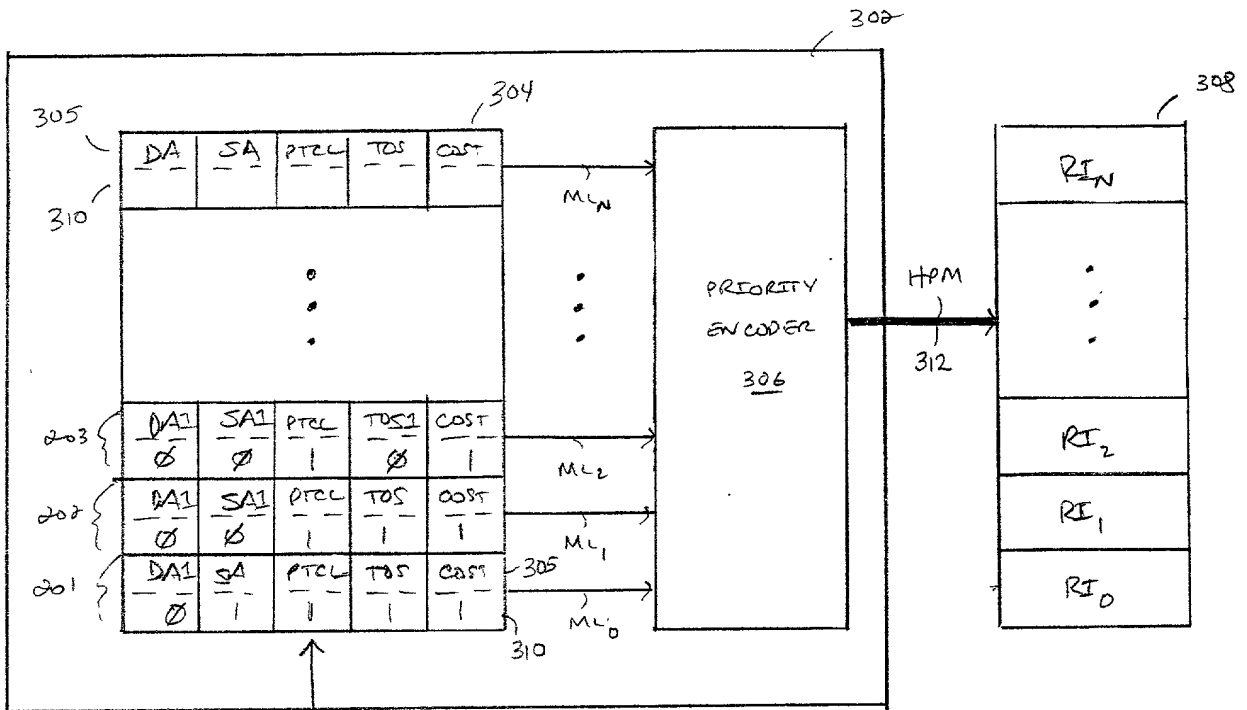 302
308
304
305
DA SA PTCL TOS COST
RI_N
ML_N
310
PRIORITY
ENCODER
306
HPM
312
203
DA1 SA1 PTCL TOS1 COST
Ø Ø 1 Ø 1
ML_2
RI_2
202
DA1 SA1 PTCL TOS COST
Ø Ø 1 1 1
ML_1
RI_1
201
DA1 SA PTCL TOS COST
Ø 1 1 1 1
305
ML_0
RI_0
310